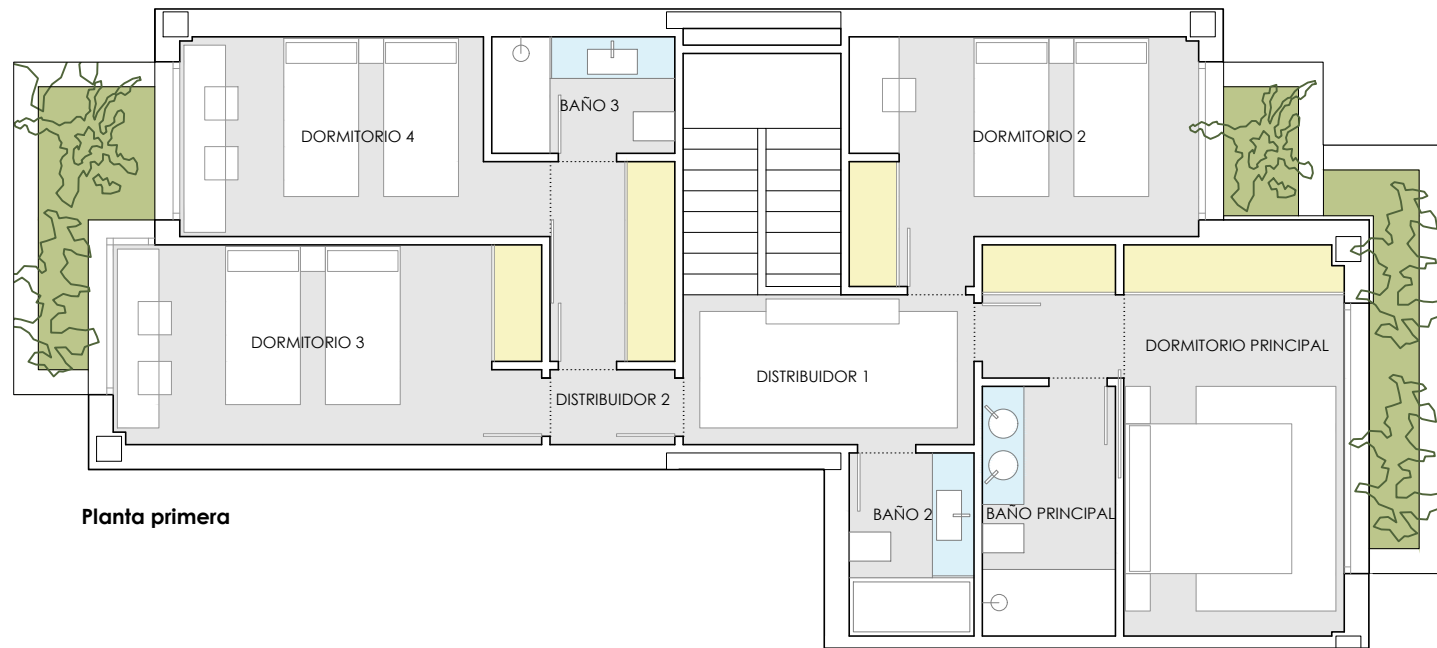 BAÑO 3
DORMITORIO 4
DORMITORIO 2
DORMITORIO 3
DORMITORIO PRINCIPAL
DISTRIBUIDOR 1
DISTRIBUIDOR 2
BAÑO 2
BAÑO PRINCIPAL
Planta primera